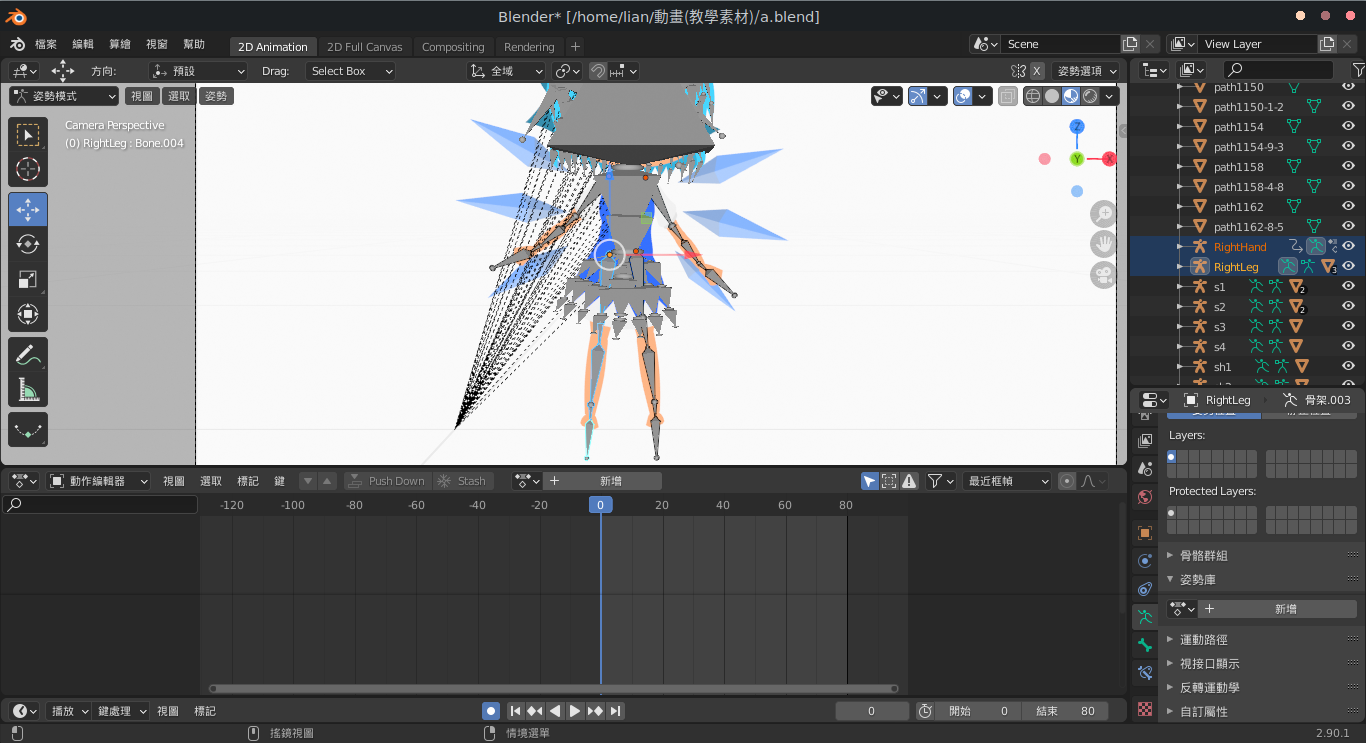 Blender* [/home/lian/動畫(教學素材)/a.blend]
檔案 編輯 算繪 視窗 幫助 2D Animation 2D Full Canvas Compositing Rendering + Scene View Layer
方向: 預設 Drag: Select Box 全域 X 姿勢選項
姿勢模式 視圖 選取 姿勢
Camera Perspective
(0) RightLeg : Bone.004
Z
Y
X
path1150
path1150-1-2
path1154
path1154-9-3
path1158
path1158-4-8
path1162
path1162-8-5
RightHand
RightLeg 3
s1 2
s2 2
s3
s4
sh1
RightLeg 骨架.003
Layers:
Protected Layers:
骨骼群組
姿勢庫
新增
運動路徑
視接口顯示
反轉運動學
自訂屬性
動作編輯器 視圖 選取 標記 鍵 Push Down Stash 新增 最近框幀
-120 -100 -80 -60 -40 -20 0 20 40 60 80
播放 鍵處理 視圖 標記 0 開始 0 結束 80
搖鏡視圖 情境選單 2.90.1